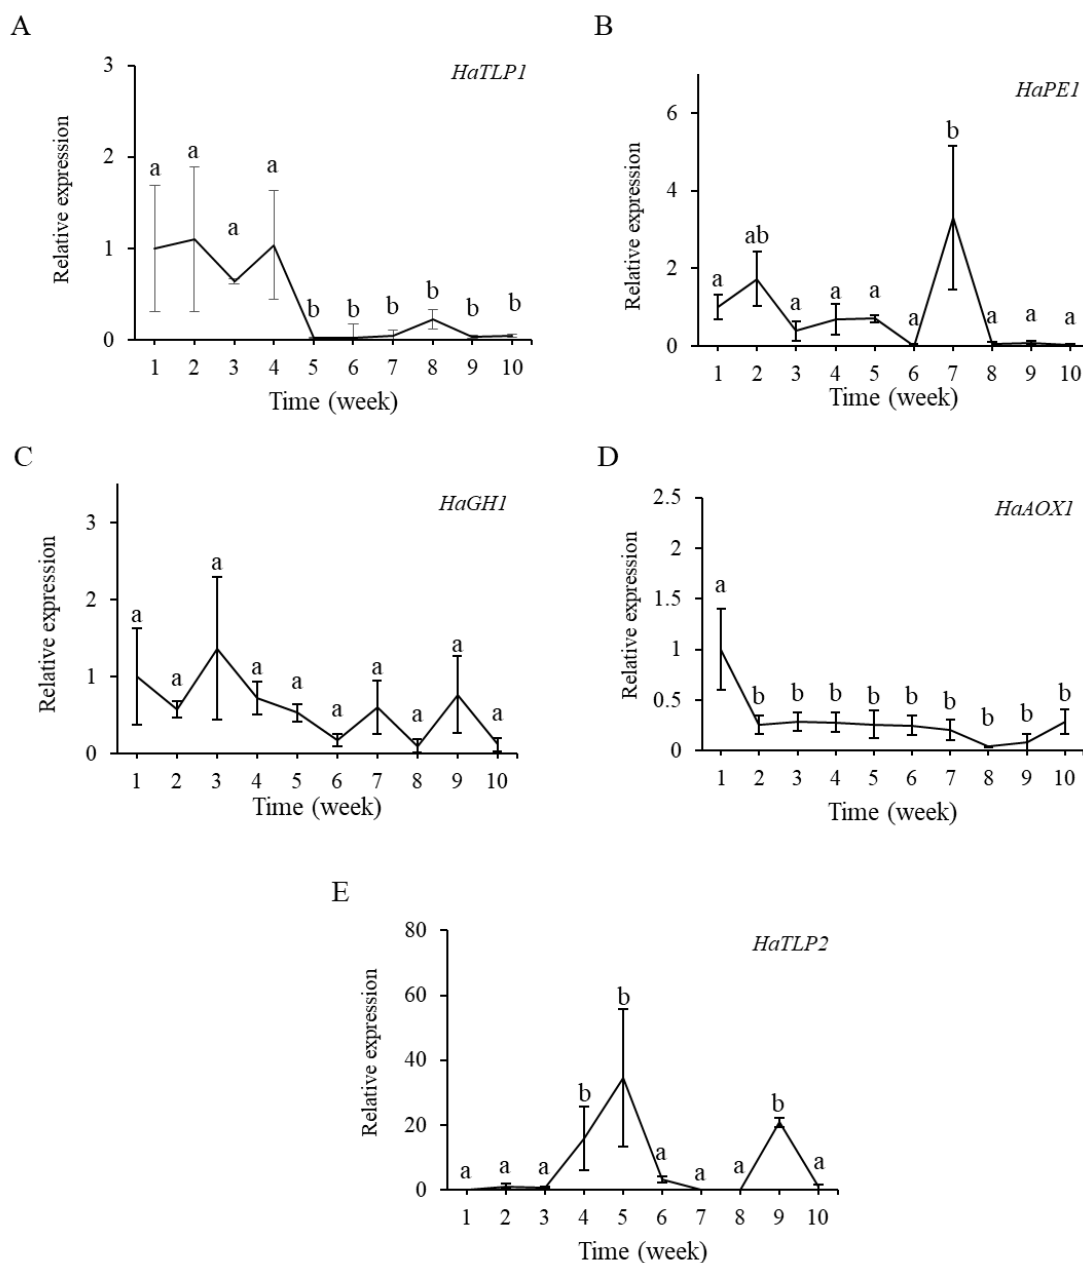 A
HaTLP1
Relative expression
3
2
1
0
a
a
a
a
b
b
b
b
b
b
1 2 3 4 5 6 7 8 9 10
Time (week)
B
HaPE1
Relative expression
6
4
2
0
a
ab
a
a
a
a
b
a
a
a
1 2 3 4 5 6 7 8 9 10
Time (week)
C
HaGH1
Relative expression
3
2
1
0
a
a
a
a
a
a
a
a
a
a
1 2 3 4 5 6 7 8 9 10
Time (week)
D
HaAOX1
Relative expression
2.5
2
1.5
1
0.5
0
a
b
b
b
b
b
b
b
b
b
1 2 3 4 5 6 7 8 9 10
Time (week)
E
HaTLP2
Relative expression
80
60
40
20
0
a
a
a
b
b
a
a
a
b
a
1 2 3 4 5 6 7 8 9 10
Time (week)